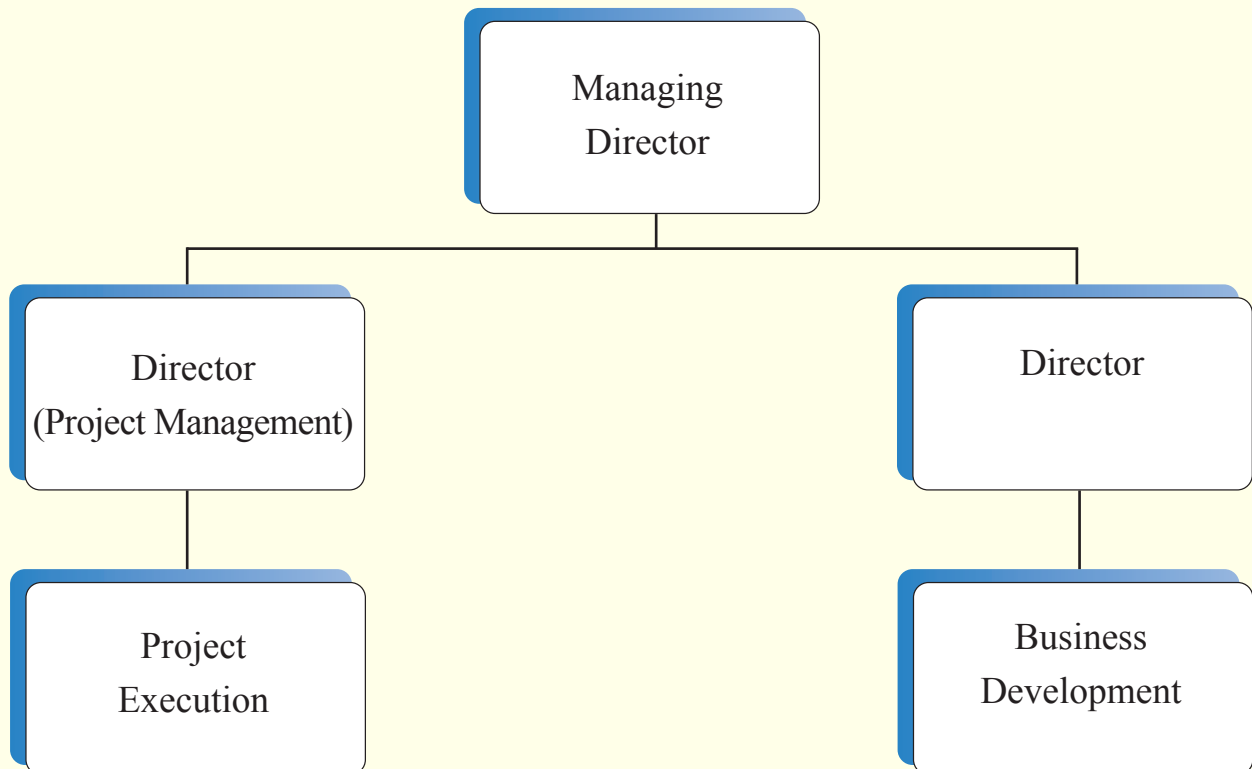 Managing
Director
Director
(Project Management)
Director
Project
Execution
Business
Development